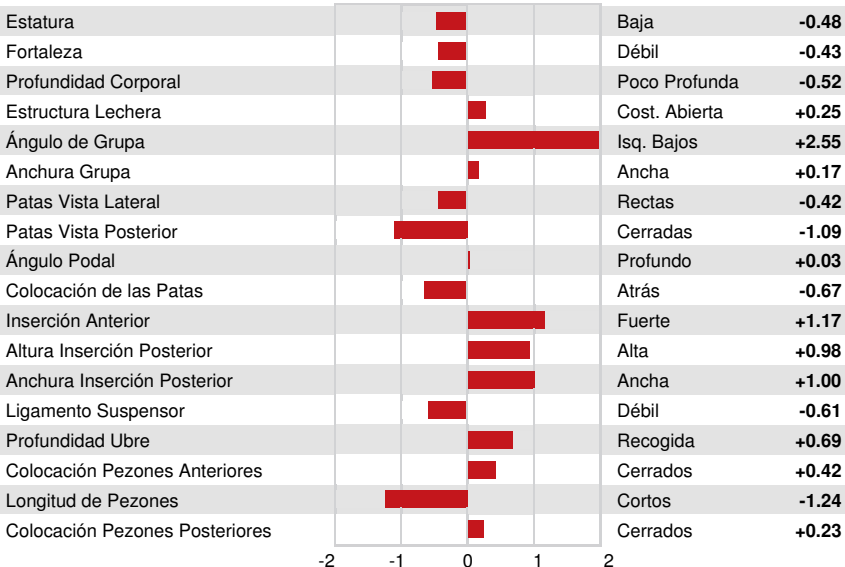 Estatura Baja -0.48
Fortaleza Débil -0.43
Profundidad Corporal Poco Profunda -0.52
Estructura Lechera Cost. Abierta +0.25
Ángulo de Grupa Isq. Bajos +2.55
Anchura Grupa Ancha +0.17
Patas Vista Lateral Rectas -0.42
Patas Vista Posterior Cerradas -1.09
Ángulo Podal Profundo +0.03
Colocación de las Patas Atrás -0.67
Inserción Anterior Fuerte +1.17
Altura Inserción Posterior Alta +0.98
Anchura Inserción Posterior Ancha +1.00
Ligamento Suspensor Débil -0.61
Profundidad Ubre Recogida +0.69
Colocación Pezones Anteriores Cerrados +0.42
Longitud de Pezones Cortos -1.24
Colocación Pezones Posteriores Cerrados +0.23
-2 -1 0 1 2